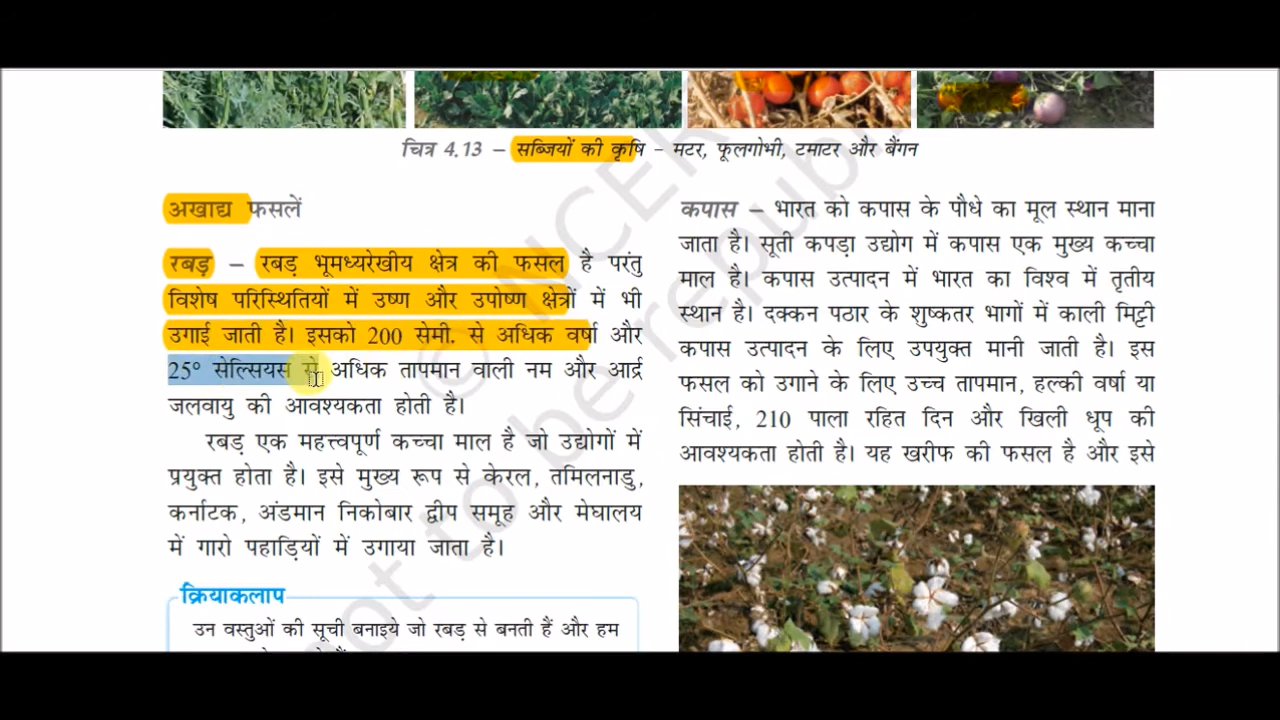 चित्र 4.13 – सब्जियों की कृषि – मटर, फूलगोभी, टमाटर और बैंगन
अखाद्य फसलें
रबड़ – रबड़ भूमध्यरेखीय क्षेत्र की फसल है परंतु
विशेष परिस्थितियों में उष्ण और उपोष्ण क्षेत्रों में भी
उगाई जाती है। इसको 200 सेमी. से अधिक वर्षा और
25° सेल्सियस से अधिक तापमान वाली नम और आर्द्र
जलवायु की आवश्यकता होती है।
रबड़ एक महत्त्वपूर्ण कच्चा माल है जो उद्योगों में
प्रयुक्त होता है। इसे मुख्य रूप से केरल, तमिलनाडु,
कर्नाटक, अंडमान निकोबार द्वीप समूह और मेघालय
में गारो पहाड़ियों में उगाया जाता है।
क्रियाकलाप
उन वस्तुओं की सूची बनाइये जो रबड़ से बनती हैं और हम
कपास – भारत को कपास के पौधे का मूल स्थान माना
जाता है। सूती कपड़ा उद्योग में कपास एक मुख्य कच्चा
माल है। कपास उत्पादन में भारत का विश्व में तृतीय
स्थान है। दक्कन पठार के शुष्कतर भागों में काली मिट्टी
कपास उत्पादन के लिए उपयुक्त मानी जाती है। इस
फसल को उगाने के लिए उच्च तापमान, हल्की वर्षा या
सिंचाई, 210 पाला रहित दिन और खिली धूप की
आवश्यकता होती है। यह खरीफ की फसल है और इसे
© NCER
not to be republ